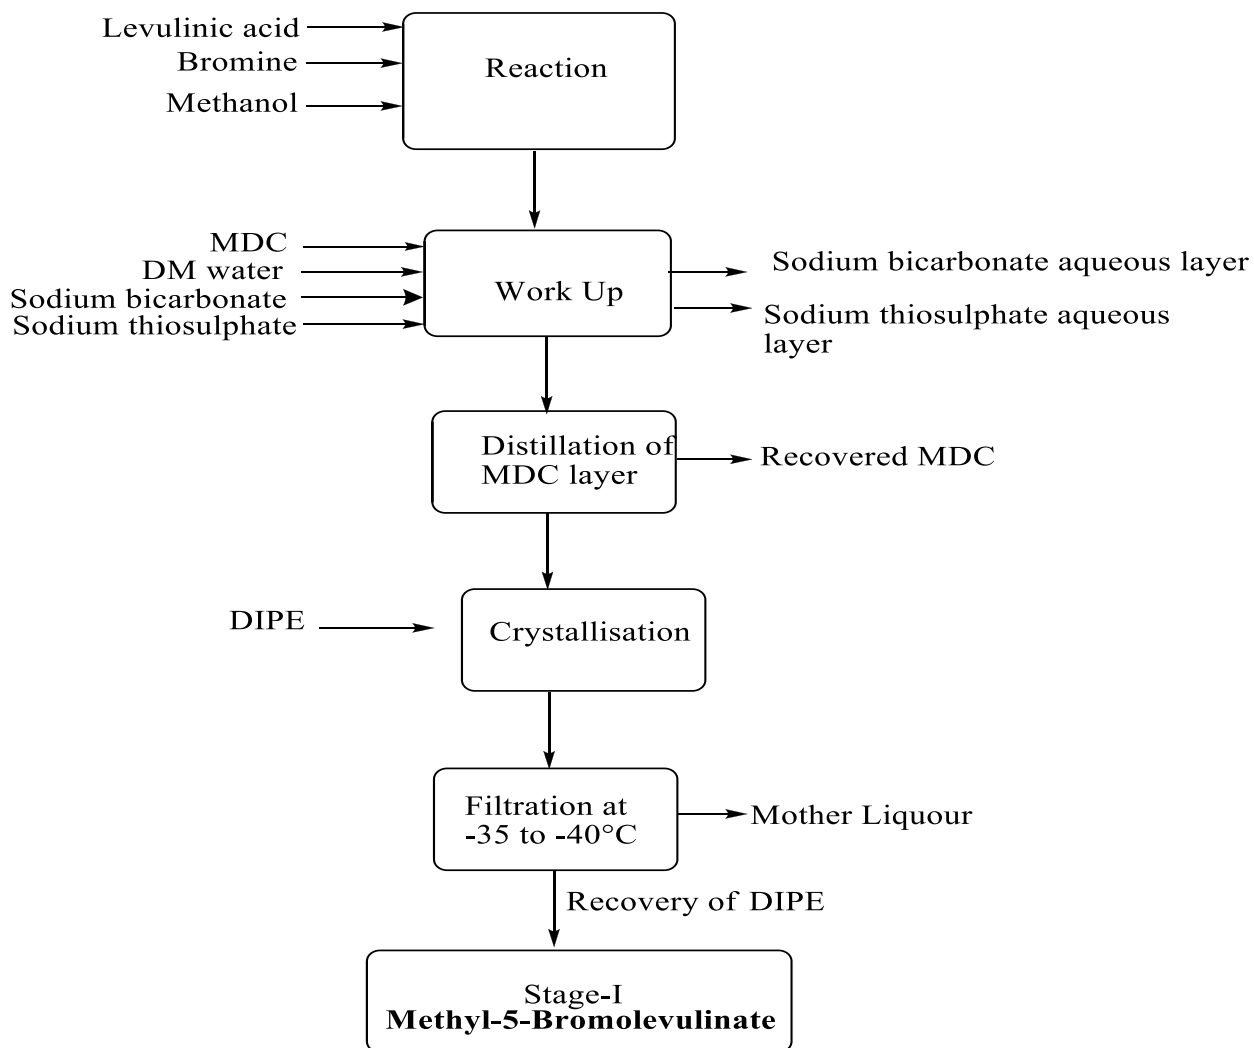 Levulinic acid
Bromine
Methanol
Reaction
MDC
DM water
Sodium bicarbonate
Sodium thiosulphate
Work Up
Sodium bicarbonate aqueous layer
Sodium thiosulphate aqueous
layer
Distillation of
MDC layer
Recovered MDC
DIPE
Crystallisation
Filtration at
-35 to -40°C
Mother Liquour
Recovery of DIPE
Stage-I
Methyl-5-Bromolevulinate